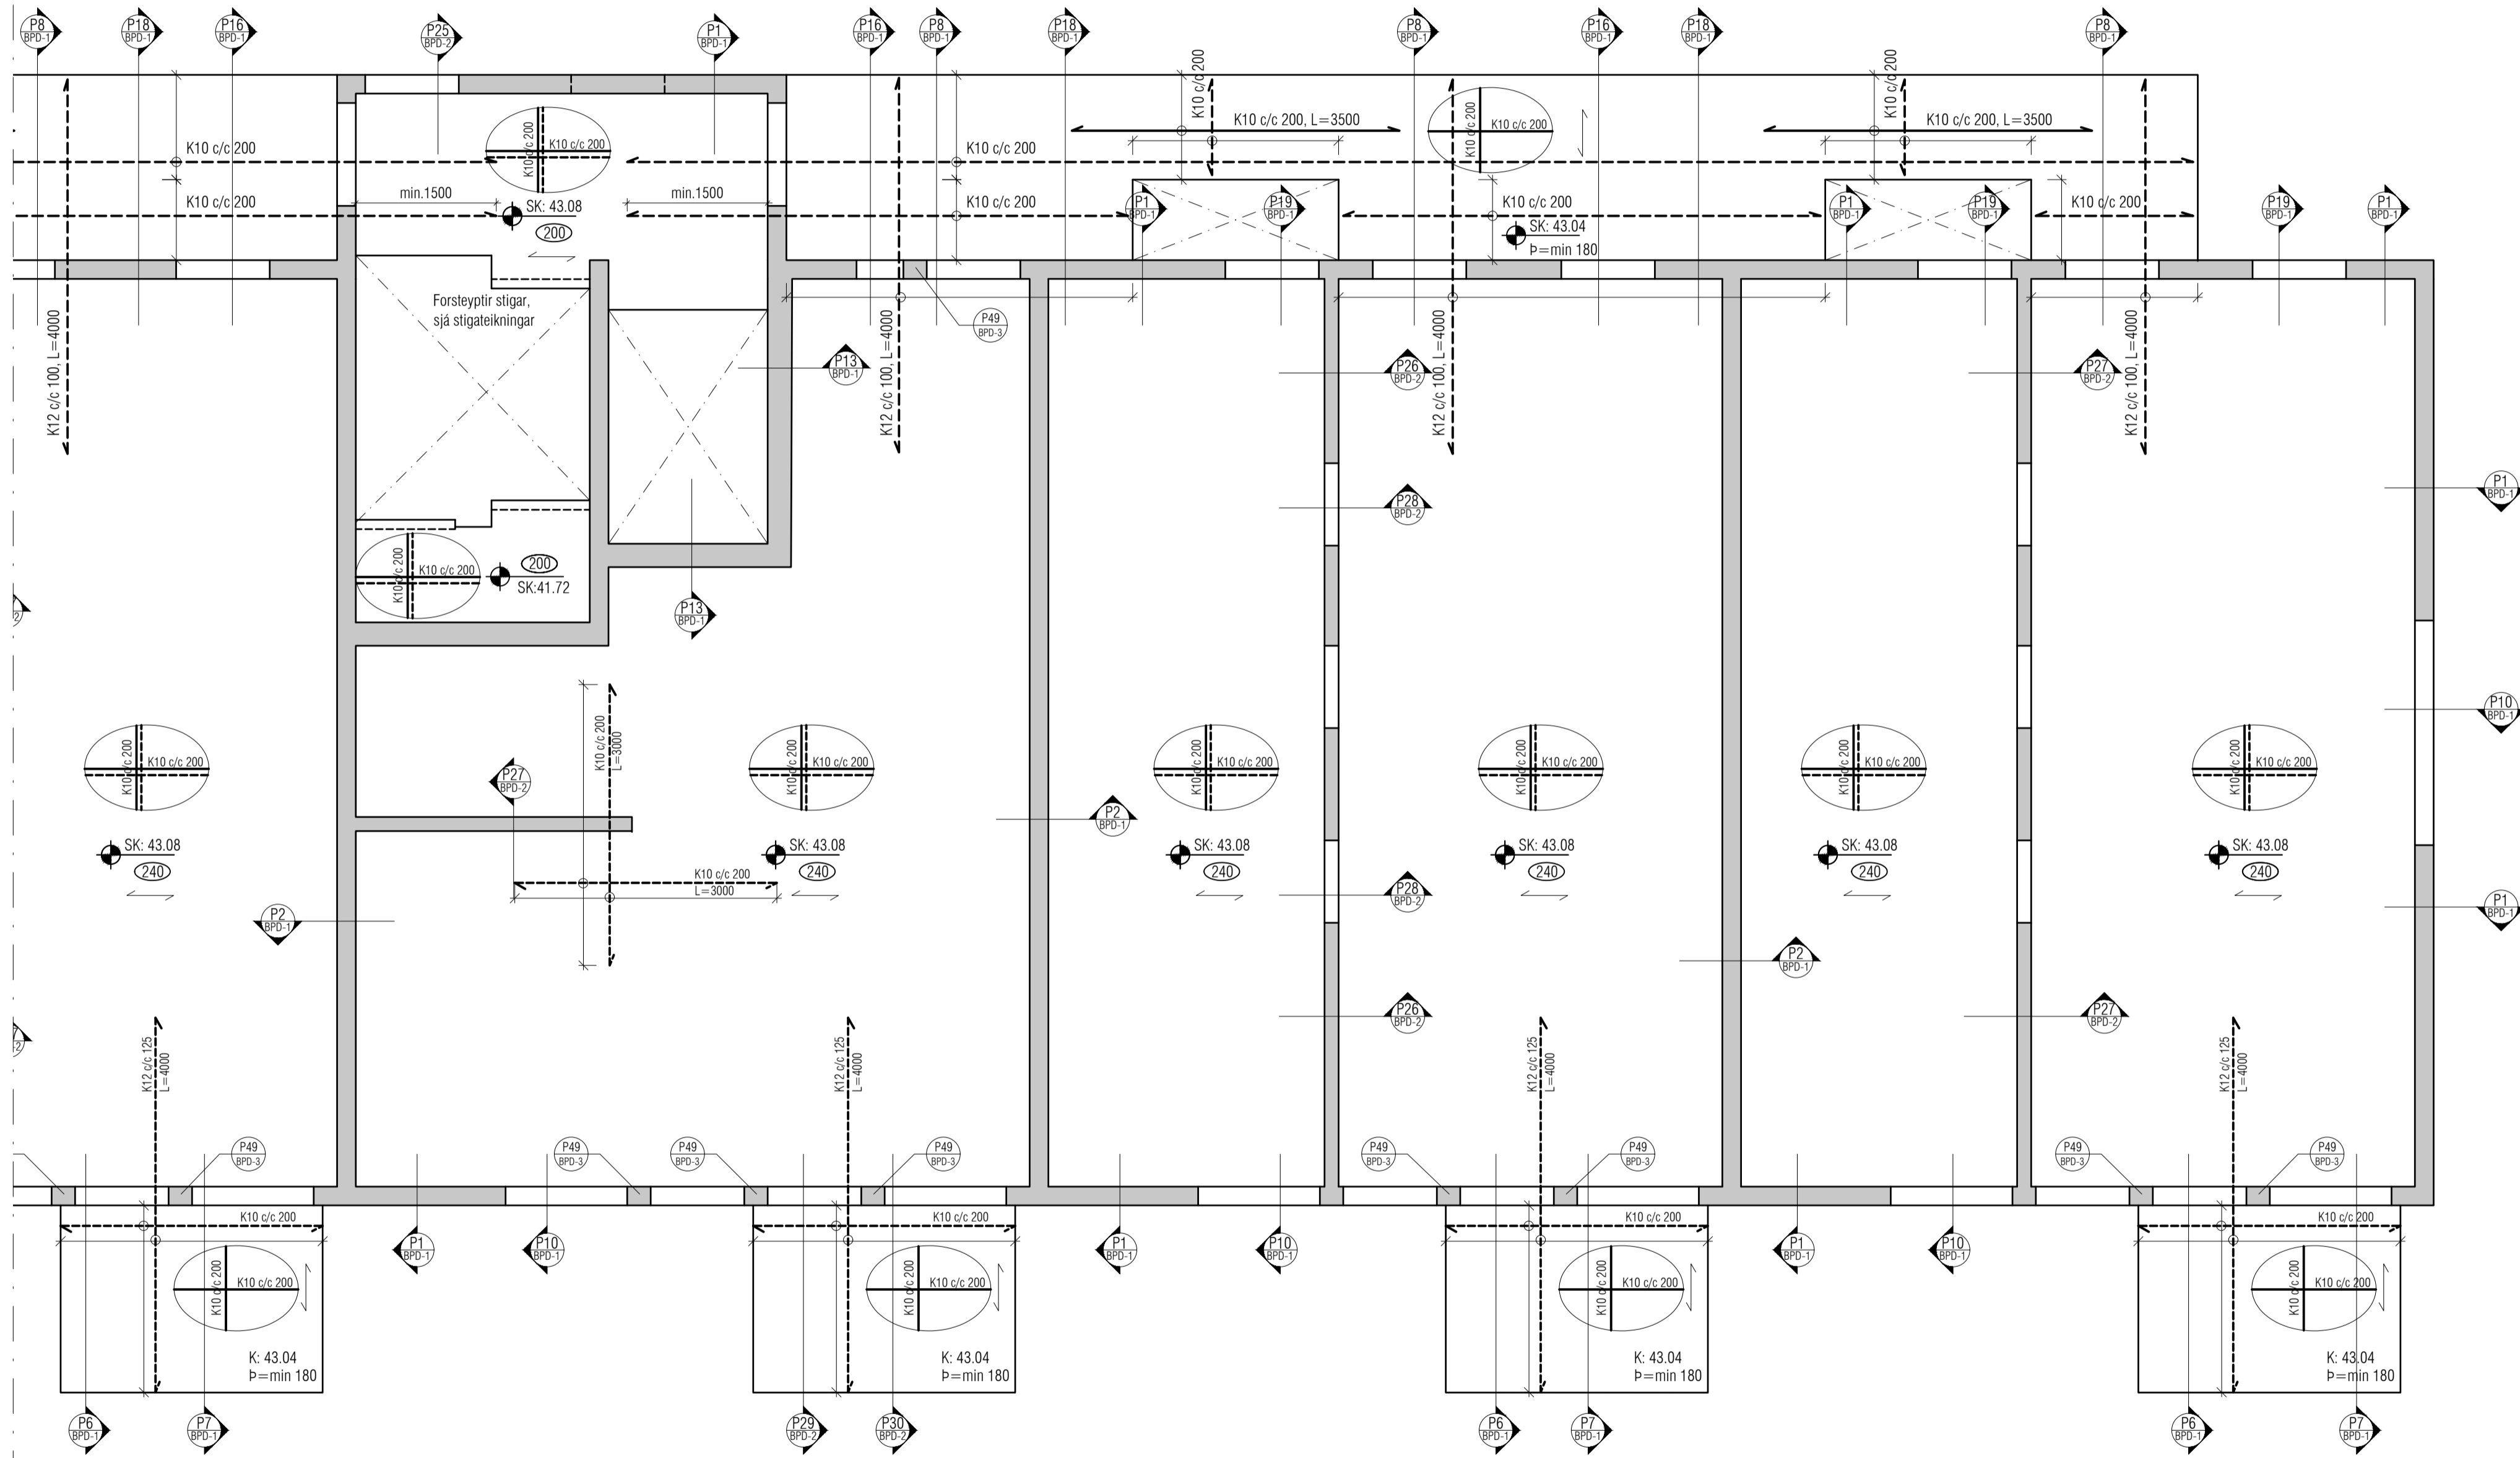 P8
BPD-1
P18
BPD-1
P16
BPD-1
P25
BPD-2
P1
BPD-1
P16
BPD-1
P8
BPD-1
P18
BPD-1
P8
BPD-1
P16
BPD-1
P18
BPD-1
P8
BPD-1
K10 c/c 200
K10 c/c 200
K10 c/c 200, L=3500
K10 c/c 200, L=3500
K10 c/c 200
K10 c/c 200
K10 c/c 200
K10 c/c 200
K10 c/c 200
K10 c/c 200
min.1500
min.1500
K10 c/c 200
K10 c/c 200
K10 c/c 200
K10 c/c 200
K10 c/c 200
SK: 43.08
200
SK: 43.04
Þ=min 180
P1
BPD-1
P19
BPD-1
P1
BPD-1
P19
BPD-1
P19
BPD-1
P1
BPD-1
Forsteyptir stigar,
sjá stigateikningar
P49
BPD-3
K12 c/c 100, L=4000
K12 c/c 100, L=4000
K12 c/c 100, L=4000
K12 c/c 100, L=4000
P13
BPD-1
P26
BPD-2
P27
BPD-2
P28
BPD-2
P1
BPD-1
K10 c/c 200
K10 c/c 200
200
SK:41.72
P13
BPD-1
P10
BPD-1
K10 c/c 200
L=3000
K10 c/c 200
K10 c/c 200
K10 c/c 200
K10 c/c 200
K10 c/c 200
K10 c/c 200
K10 c/c 200
K10 c/c 200
K10 c/c 200
K10 c/c 200
K10 c/c 200
K10 c/c 200
P27
BPD-2
P2
BPD-1
SK: 43.08
240
SK: 43.08
240
SK: 43.08
240
SK: 43.08
240
SK: 43.08
240
SK: 43.08
240
K10 c/c 200
L=3000
P28
BPD-2
P1
BPD-1
P2
BPD-1
P2
BPD-1
P26
BPD-2
P27
BPD-2
K12 c/c 125
L=4000
K12 c/c 125
L=4000
K12 c/c 125
L=4000
K12 c/c 125
L=4000
P49
BPD-3
P49
BPD-3
P49
BPD-3
P49
BPD-3
P49
BPD-3
P49
BPD-3
P49
BPD-3
P49
BPD-3
K10 c/c 200
K10 c/c 200
K10 c/c 200
K10 c/c 200
P1
BPD-1
P10
BPD-1
P1
BPD-1
P10
BPD-1
P1
BPD-1
P10
BPD-1
K10 c/c 200
K10 c/c 200
K10 c/c 200
K10 c/c 200
K10 c/c 200
K10 c/c 200
K10 c/c 200
K10 c/c 200
K: 43.04
Þ=min 180
K: 43.04
Þ=min 180
K: 43.04
Þ=min 180
K: 43.04
Þ=min 180
P6
BPD-1
P7
BPD-1
P29
BPD-2
P30
BPD-2
P6
BPD-1
P7
BPD-1
P6
BPD-1
P7
BPD-1